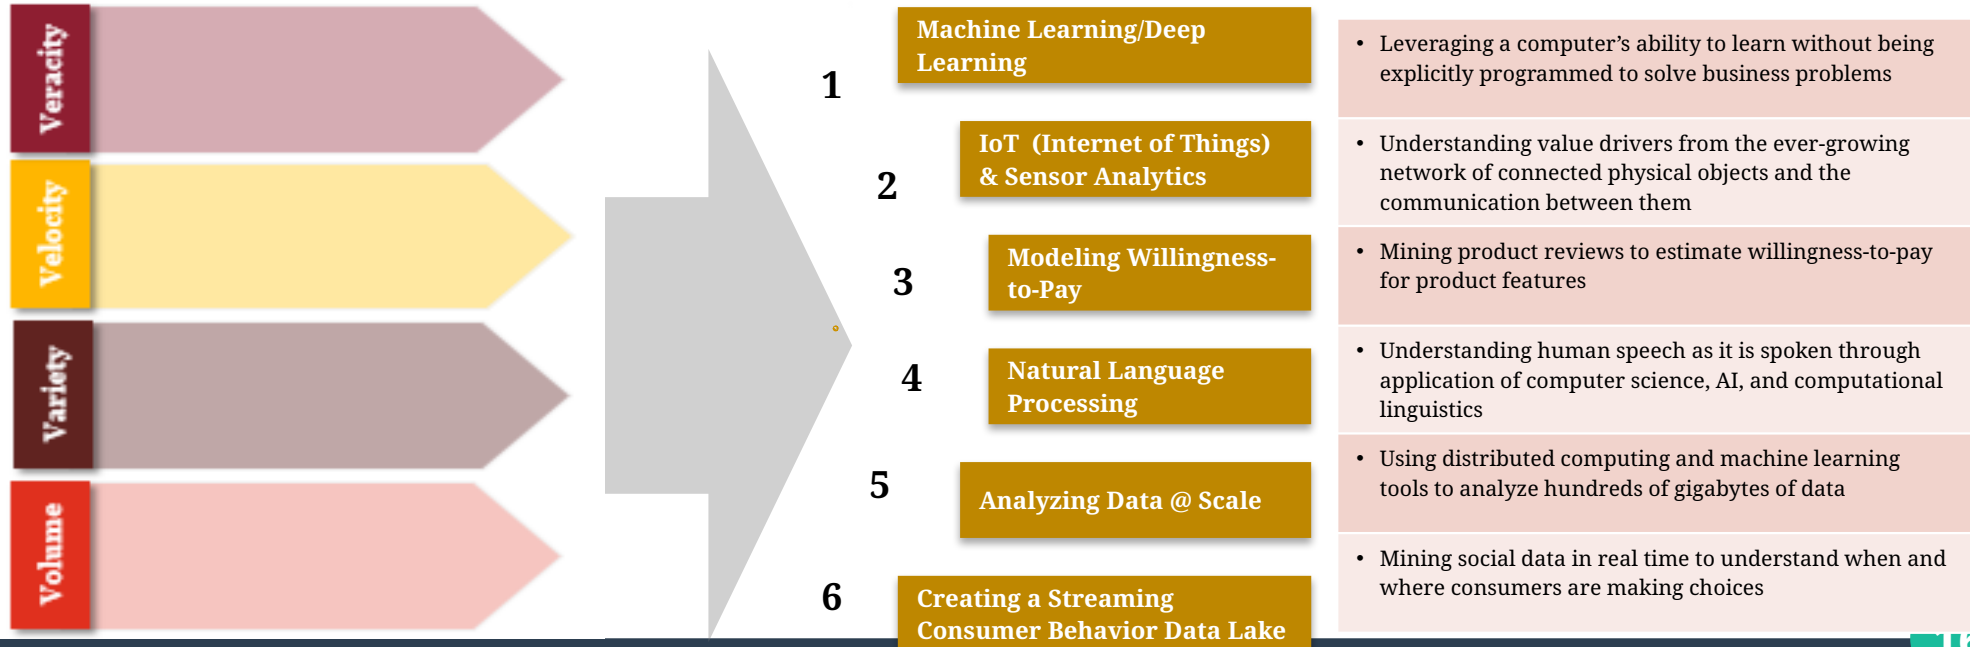 Veracity
Velocity
Variety
Volume
1
Machine Learning/Deep
Learning
• Leveraging a computer’s ability to learn without being
explicitly programmed to solve business problems
2
IoT (Internet of Things)
& Sensor Analytics
• Understanding value drivers from the ever-growing
network of connected physical objects and the
communication between them
3
Modeling Willingness-
to-Pay
• Mining product reviews to estimate willingness-to-pay
for product features
4
Natural Language
Processing
• Understanding human speech as it is spoken through
application of computer science, AI, and computational
linguistics
5
Analyzing Data @ Scale
• Using distributed computing and machine learning
tools to analyze hundreds of gigabytes of data
6
Creating a Streaming
Consumer Behavior Data Lake
• Mining social data in real time to understand when and
where consumers are making choices